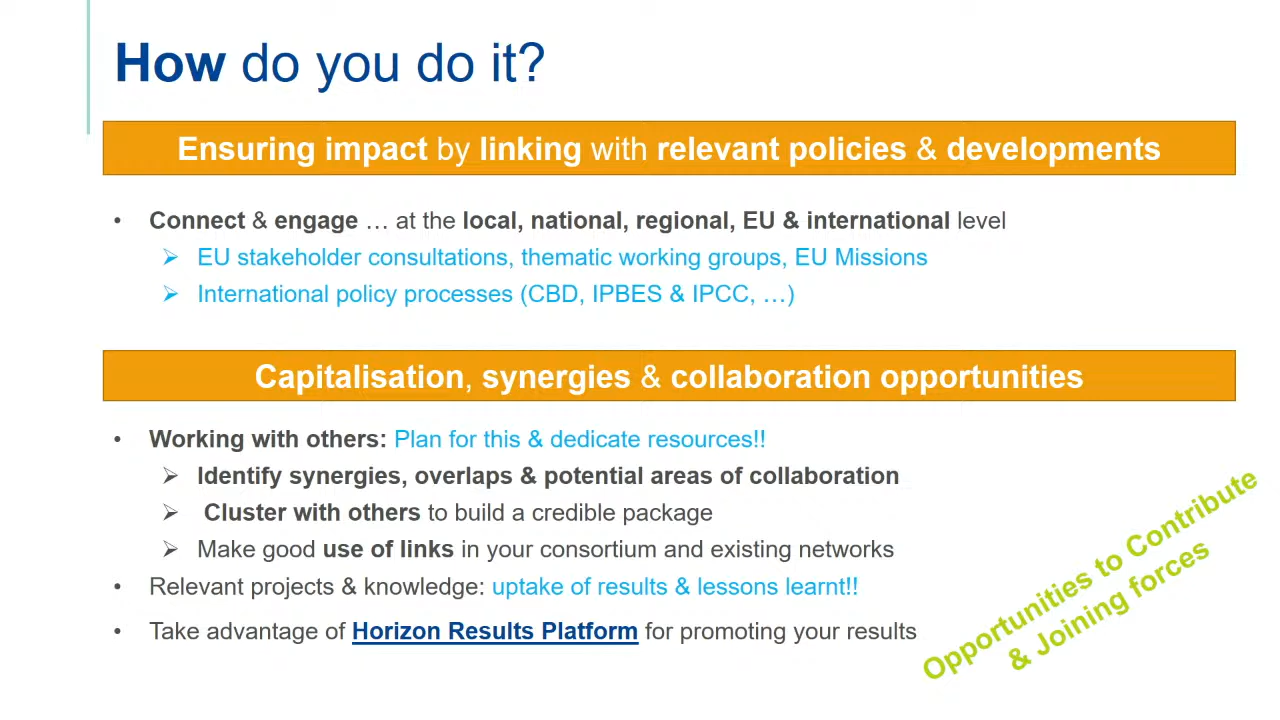 How do you do it?
Ensuring impact by linking with relevant policies & developments
• Connect & engage … at the local, national, regional, EU & international level
➢ EU stakeholder consultations, thematic working groups, EU Missions
➢ International policy processes (CBD, IPBES & IPCC, …)
Capitalisation, synergies & collaboration opportunities
• Working with others: Plan for this & dedicate resources!!
➢ Identify synergies, overlaps & potential areas of collaboration
➢ Cluster with others to build a credible package
➢ Make good use of links in your consortium and existing networks
• Relevant projects & knowledge: uptake of results & lessons learnt!!
• Take advantage of Horizon Results Platform for promoting your results
Opportunities to Contribute
& Joining forces